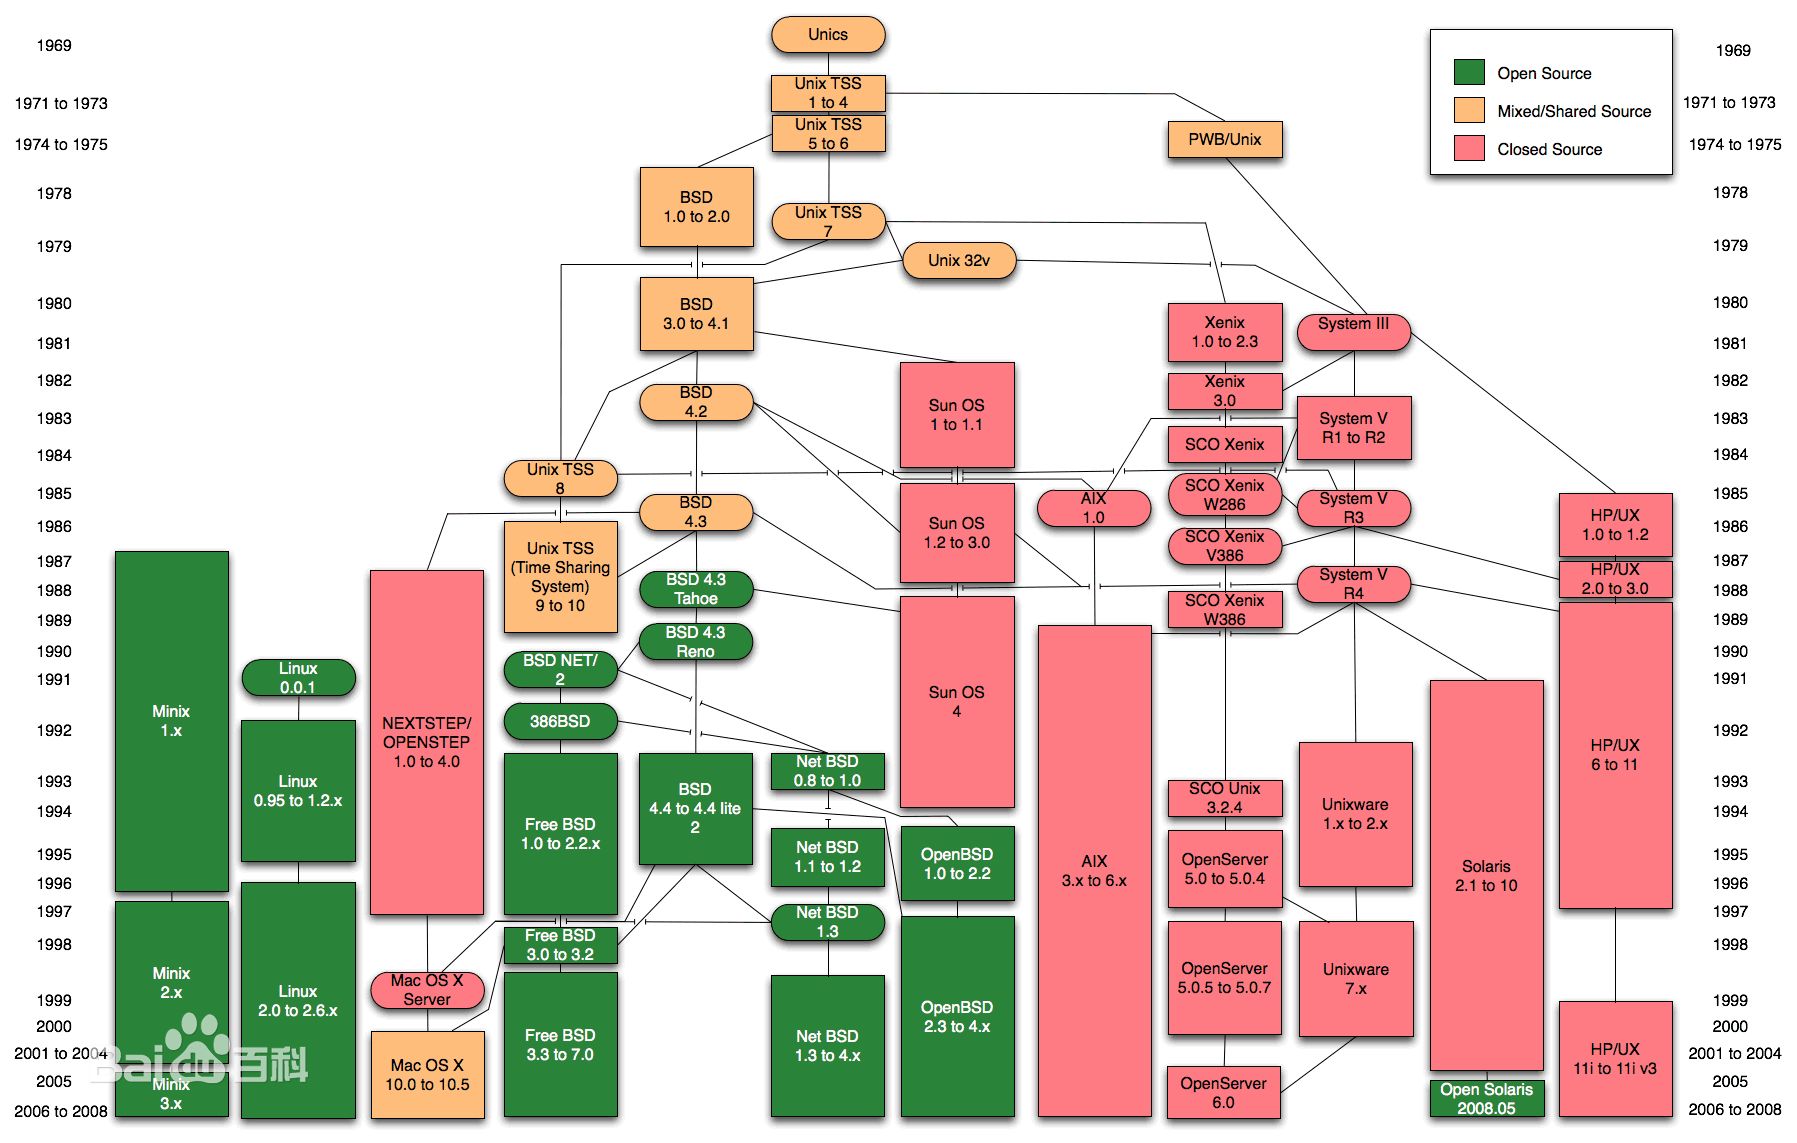 Unics
1969
1969
Open Source
Mixed/Shared Source
Closed Source
Unix TSS
1 to 4
1971 to 1973
1971 to 1973
Unix TSS
5 to 6
PWB/Unix
1974 to 1975
1974 to 1975
BSD
1.0 to 2.0
1978
1978
Unix TSS
7
1979
1979
Unix 32v
BSD
3.0 to 4.1
1980
1980
Xenix
1.0 to 2.3
System III
1981
1981
1982
1982
BSD
4.2
Sun OS
1 to 1.1
Xenix
3.0
1983
1983
System V
R1 to R2
SCO Xenix
1984
1984
Unix TSS
8
1985
1985
SCO Xenix
W286
AIX
1.0
System V
R3
BSD
4.3
1986
1986
Sun OS
1.2 to 3.0
HP/UX
1.0 to 1.2
Unix TSS
(Time Sharing
System)
9 to 10
SCO Xenix
V386
1987
1987
BSD 4.3
Tahoe
System V
R4
HP/UX
2.0 to 3.0
1988
1988
SCO Xenix
W386
1989
1989
BSD 4.3
Reno
1990
1990
BSD NET/
2
Linux
0.0.1
1991
1991
Minix
1.x
NEXTSTEP/
OPENSTEP
1.0 to 4.0
386BSD
Sun OS
4
1992
1992
HP/UX
6 to 11
Linux
0.95 to 1.2.x
Net BSD
0.8 to 1.0
1993
1993
BSD
4.4 to 4.4 lite
2
SCO Unix
3.2.4
Unixware
1.x to 2.x
1994
1994
Free BSD
1.0 to 2.2.x
Net BSD
1.1 to 1.2
OpenBSD
1.0 to 2.2
AIX
3.x to 6.x
OpenServer
5.0 to 5.0.4
Solaris
2.1 to 10
1995
1995
1996
1996
1997
1997
Net BSD
1.3
Free BSD
3.0 to 3.2
1998
1998
Minix
2.x
Mac OS X
Server
OpenServer
5.0.5 to 5.0.7
Unixware
7.x
Linux
2.0 to 2.6.x
1999
1999
OpenBSD
2.3 to 4.x
2000
2000
Free BSD
3.3 to 7.0
Net BSD
1.3 to 4.x
2001 to 2004
2001 to 2004
HP/UX
11i to 11i v3
Bai du 百科
Mac OS X
10.0 to 10.5
2005
2005
Minix
3.x
OpenServer
6.0
Open Solaris
2008.05
2006 to 2008
2006 to 2008